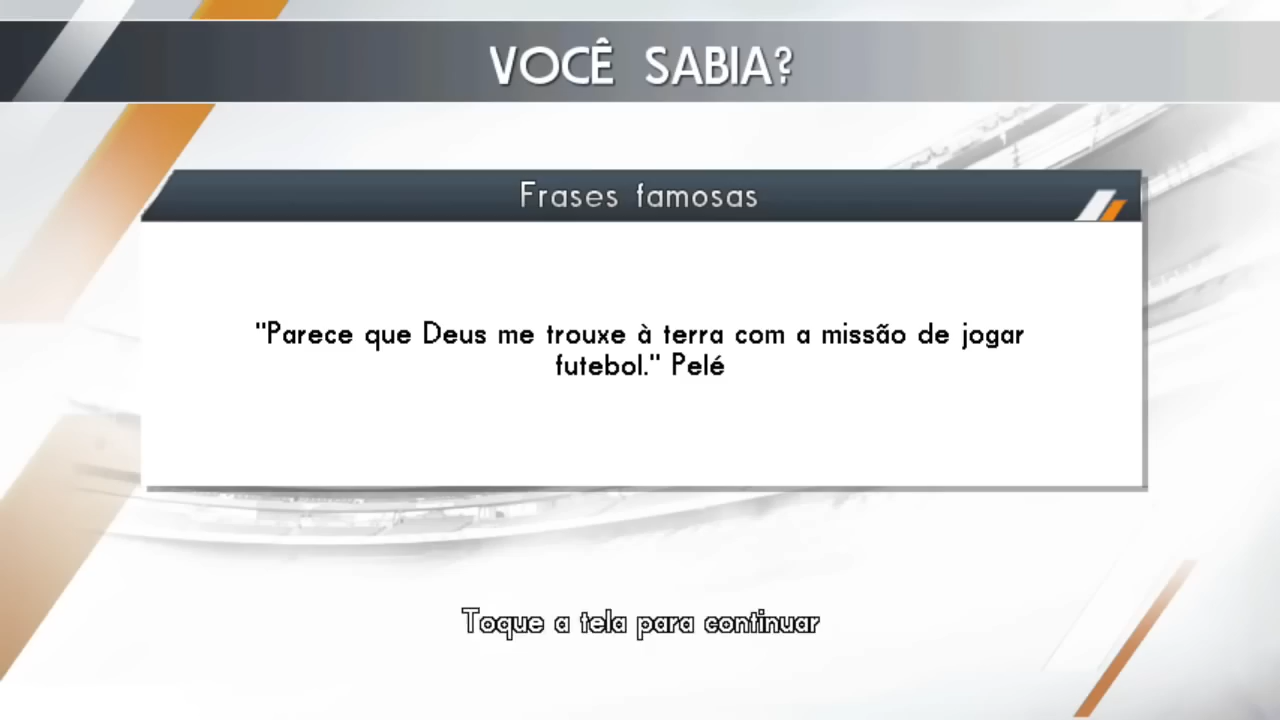 VOCÊ SABIA?
Frases famosas
"Parece que Deus me trouxe à terra com a missão de jogar
futebol." Pelé
Toque a tela para continuar